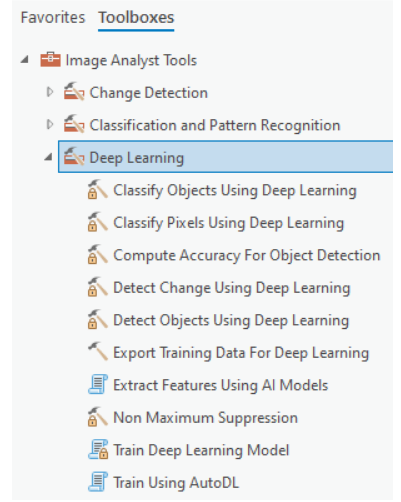 Favorites Toolboxes
Image Analyst Tools
Change Detection
Classification and Pattern Recognition
Deep Learning
Classify Objects Using Deep Learning
Classify Pixels Using Deep Learning
Compute Accuracy For Object Detection
Detect Change Using Deep Learning
Detect Objects Using Deep Learning
Export Training Data For Deep Learning
Extract Features Using AI Models
Non Maximum Suppression
Train Deep Learning Model
Train Using AutoDL